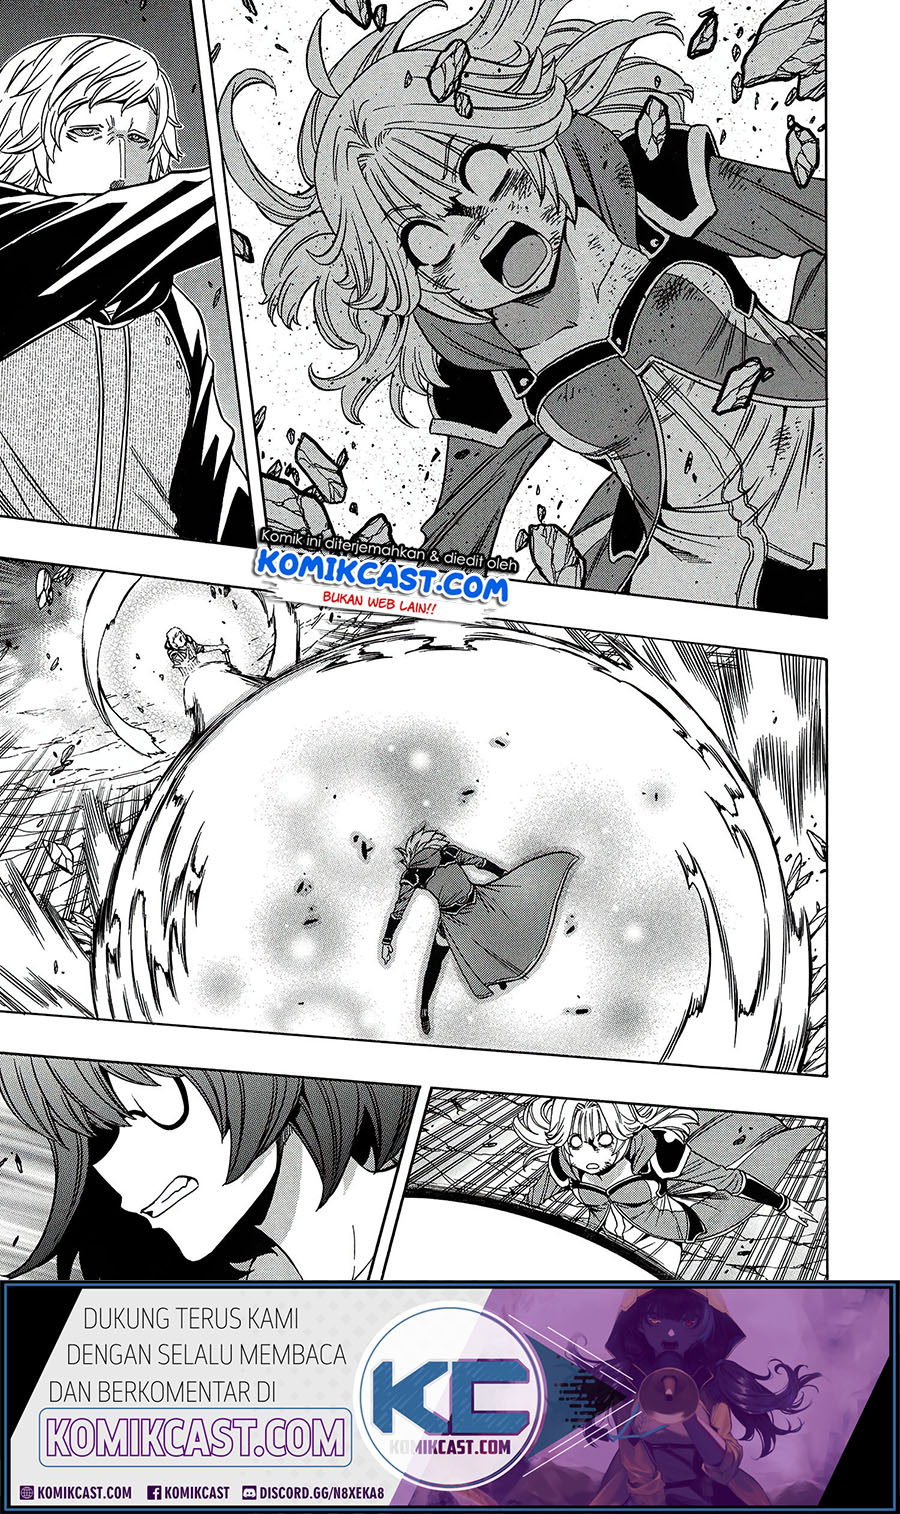 Komik ini diterjemahkan & diedit oleh
KOMIKCAST.COM
BUKAN WEB LAIN!!
DUKUNG TERUS KAMI
DENGAN SELALU MEMBACA
DAN BERKOMENTAR DI
KOMIKCAST.COM
KC
KOMIKCAST.COM
KOMIKCAST.COM
KOMIKCAST
DISCORD.GG/N8XEKA8